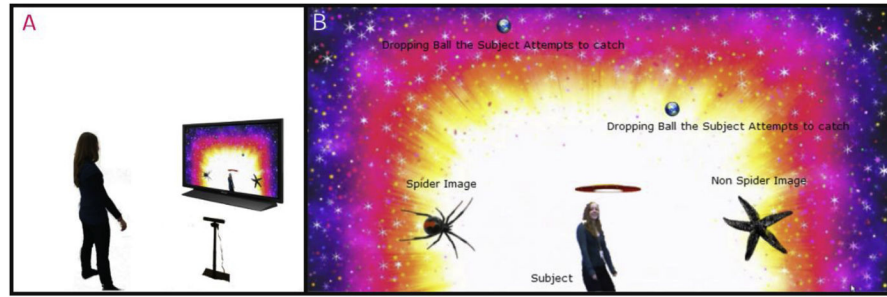 A
B
Dropping Ball the Subject Attempts to catch
Dropping Ball the Subject Attempts to catch
Spider Image
Non Spider Image
Subject